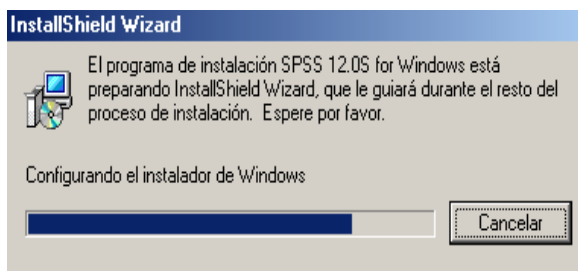 InstallShield Wizard
El programa de instalación SPSS 12.0S for Windows está
preparando InstallShield Wizard, que le guiará durante el resto del
proceso de instalación. Espere por favor.
Configurando el instalador de Windows
Cancelar